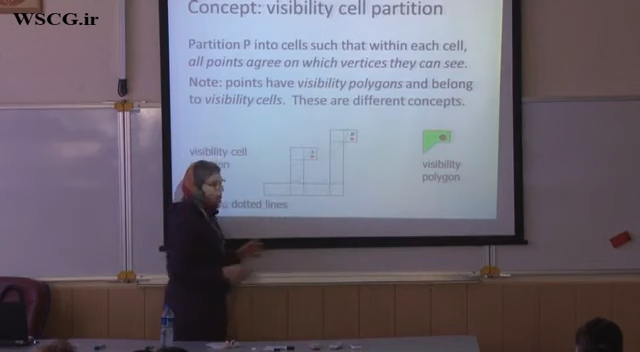 WSCG.ir
Concept: visibility cell partition
Partition P into cells such that within each cell,
all points agree on which vertices they can see.
Note: points have visibility polygons and belong
to visibility cells. These are different concepts.
visibility cell
visibility
polygon
dotted lines